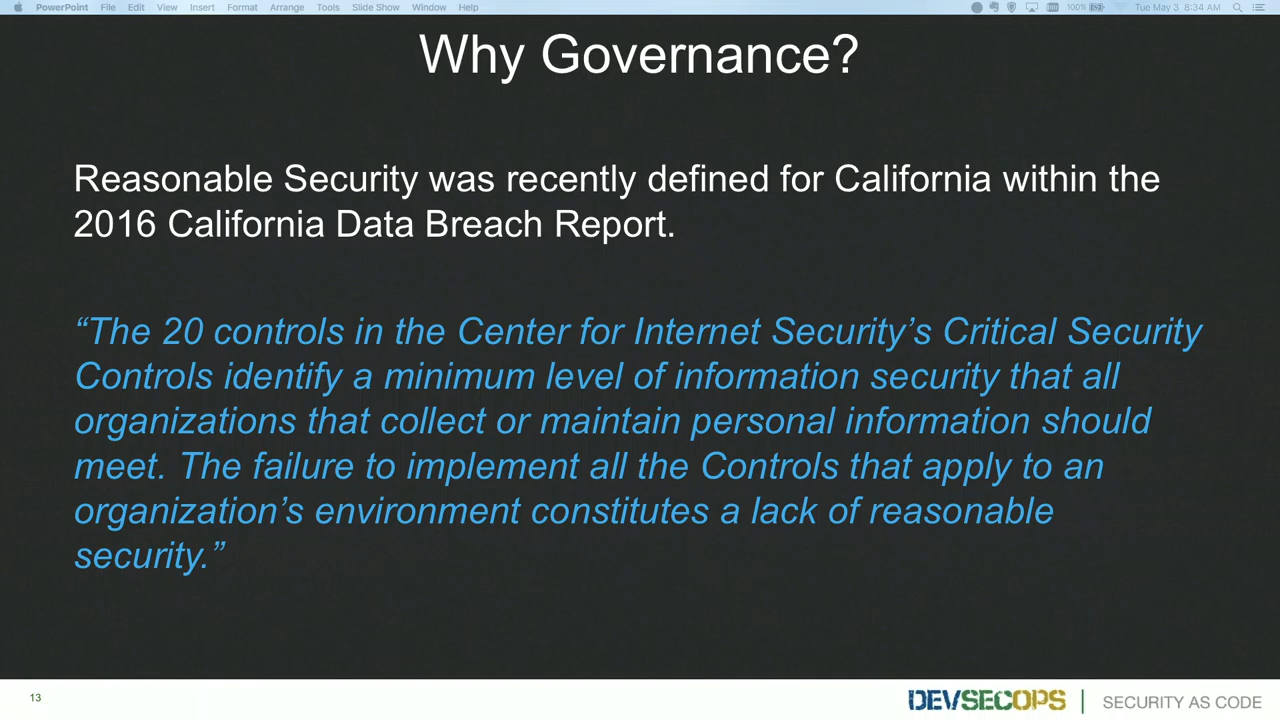 PowerPoint File Edit View Insert Format Arrange Tools Slide Show Window Help 100% Tue May 3 8:34 AM
Why Governance?
Reasonable Security was recently defined for California within the
2016 California Data Breach Report.
“The 20 controls in the Center for Internet Security’s Critical Security
Controls identify a minimum level of information security that all
organizations that collect or maintain personal information should
meet. The failure to implement all the Controls that apply to an
organization’s environment constitutes a lack of reasonable
security.”
13
DEVSECOPS | SECURITY AS CODE